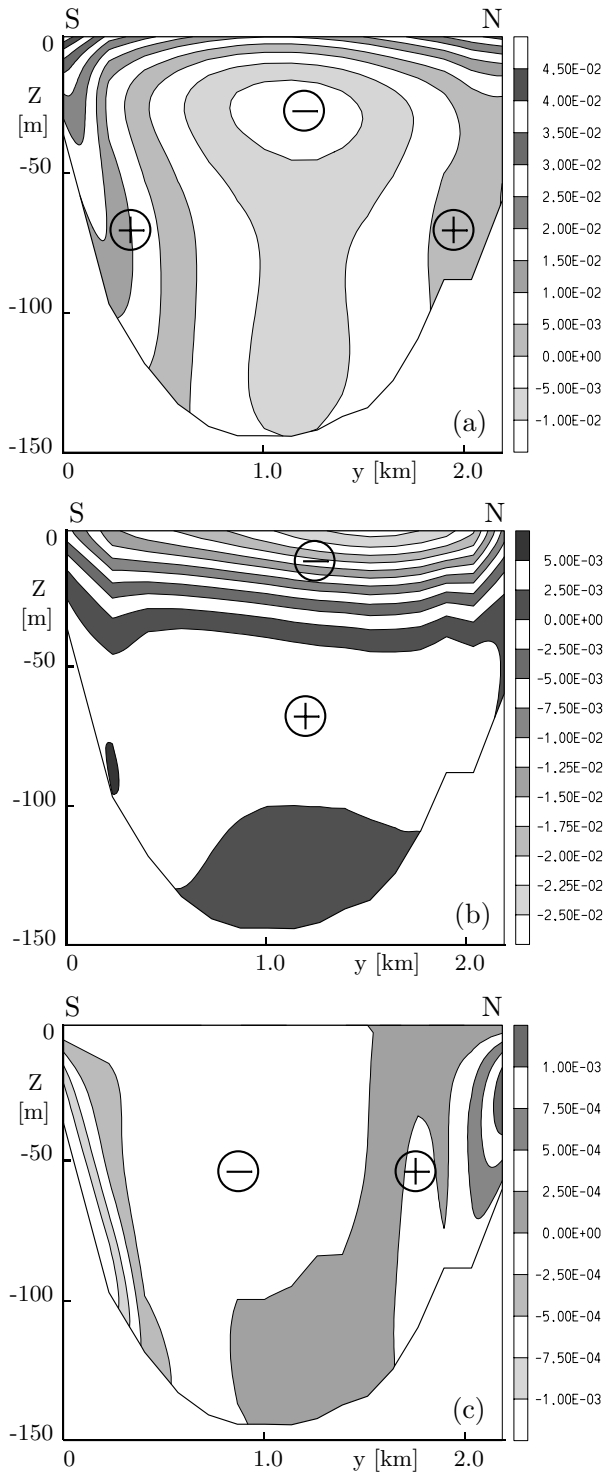 S N
0
Z
[m]
-50
-100
-150
0 1.0 y [km] 2.0
(a)
4.50E-02
4.00E-02
3.50E-02
3.00E-02
2.50E-02
2.00E-02
1.50E-02
1.00E-02
5.00E-03
0.00E+00
-5.00E-03
-1.00E-02
S N
0
Z
[m]
-50
-100
-150
0 1.0 y [km] 2.0
(b)
5.00E-03
2.50E-03
0.00E+00
-2.50E-03
-5.00E-03
-7.50E-03
-1.00E-02
-1.25E-02
-1.50E-02
-1.75E-02
-2.00E-02
-2.25E-02
-2.50E-02
S N
0
Z
[m]
-50
-100
-150
0 1.0 y [km] 2.0
(c)
1.00E-03
7.50E-04
5.00E-04
2.50E-04
0.00E+00
-2.50E-04
-5.00E-04
-7.50E-04
-1.00E-03